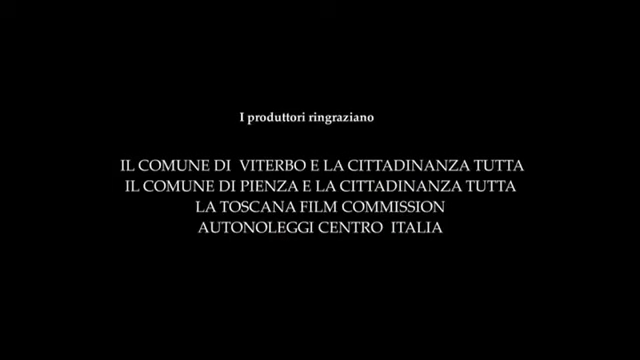 I produttori ringraziano
IL COMUNE DI VITERBO E LA CITTADINANZA TUTTA
IL COMUNE DI PIENZA E LA CITTADINANZA TUTTA
LA TOSCANA FILM COMMISSION
AUTONOLEGGI CENTRO ITALIA